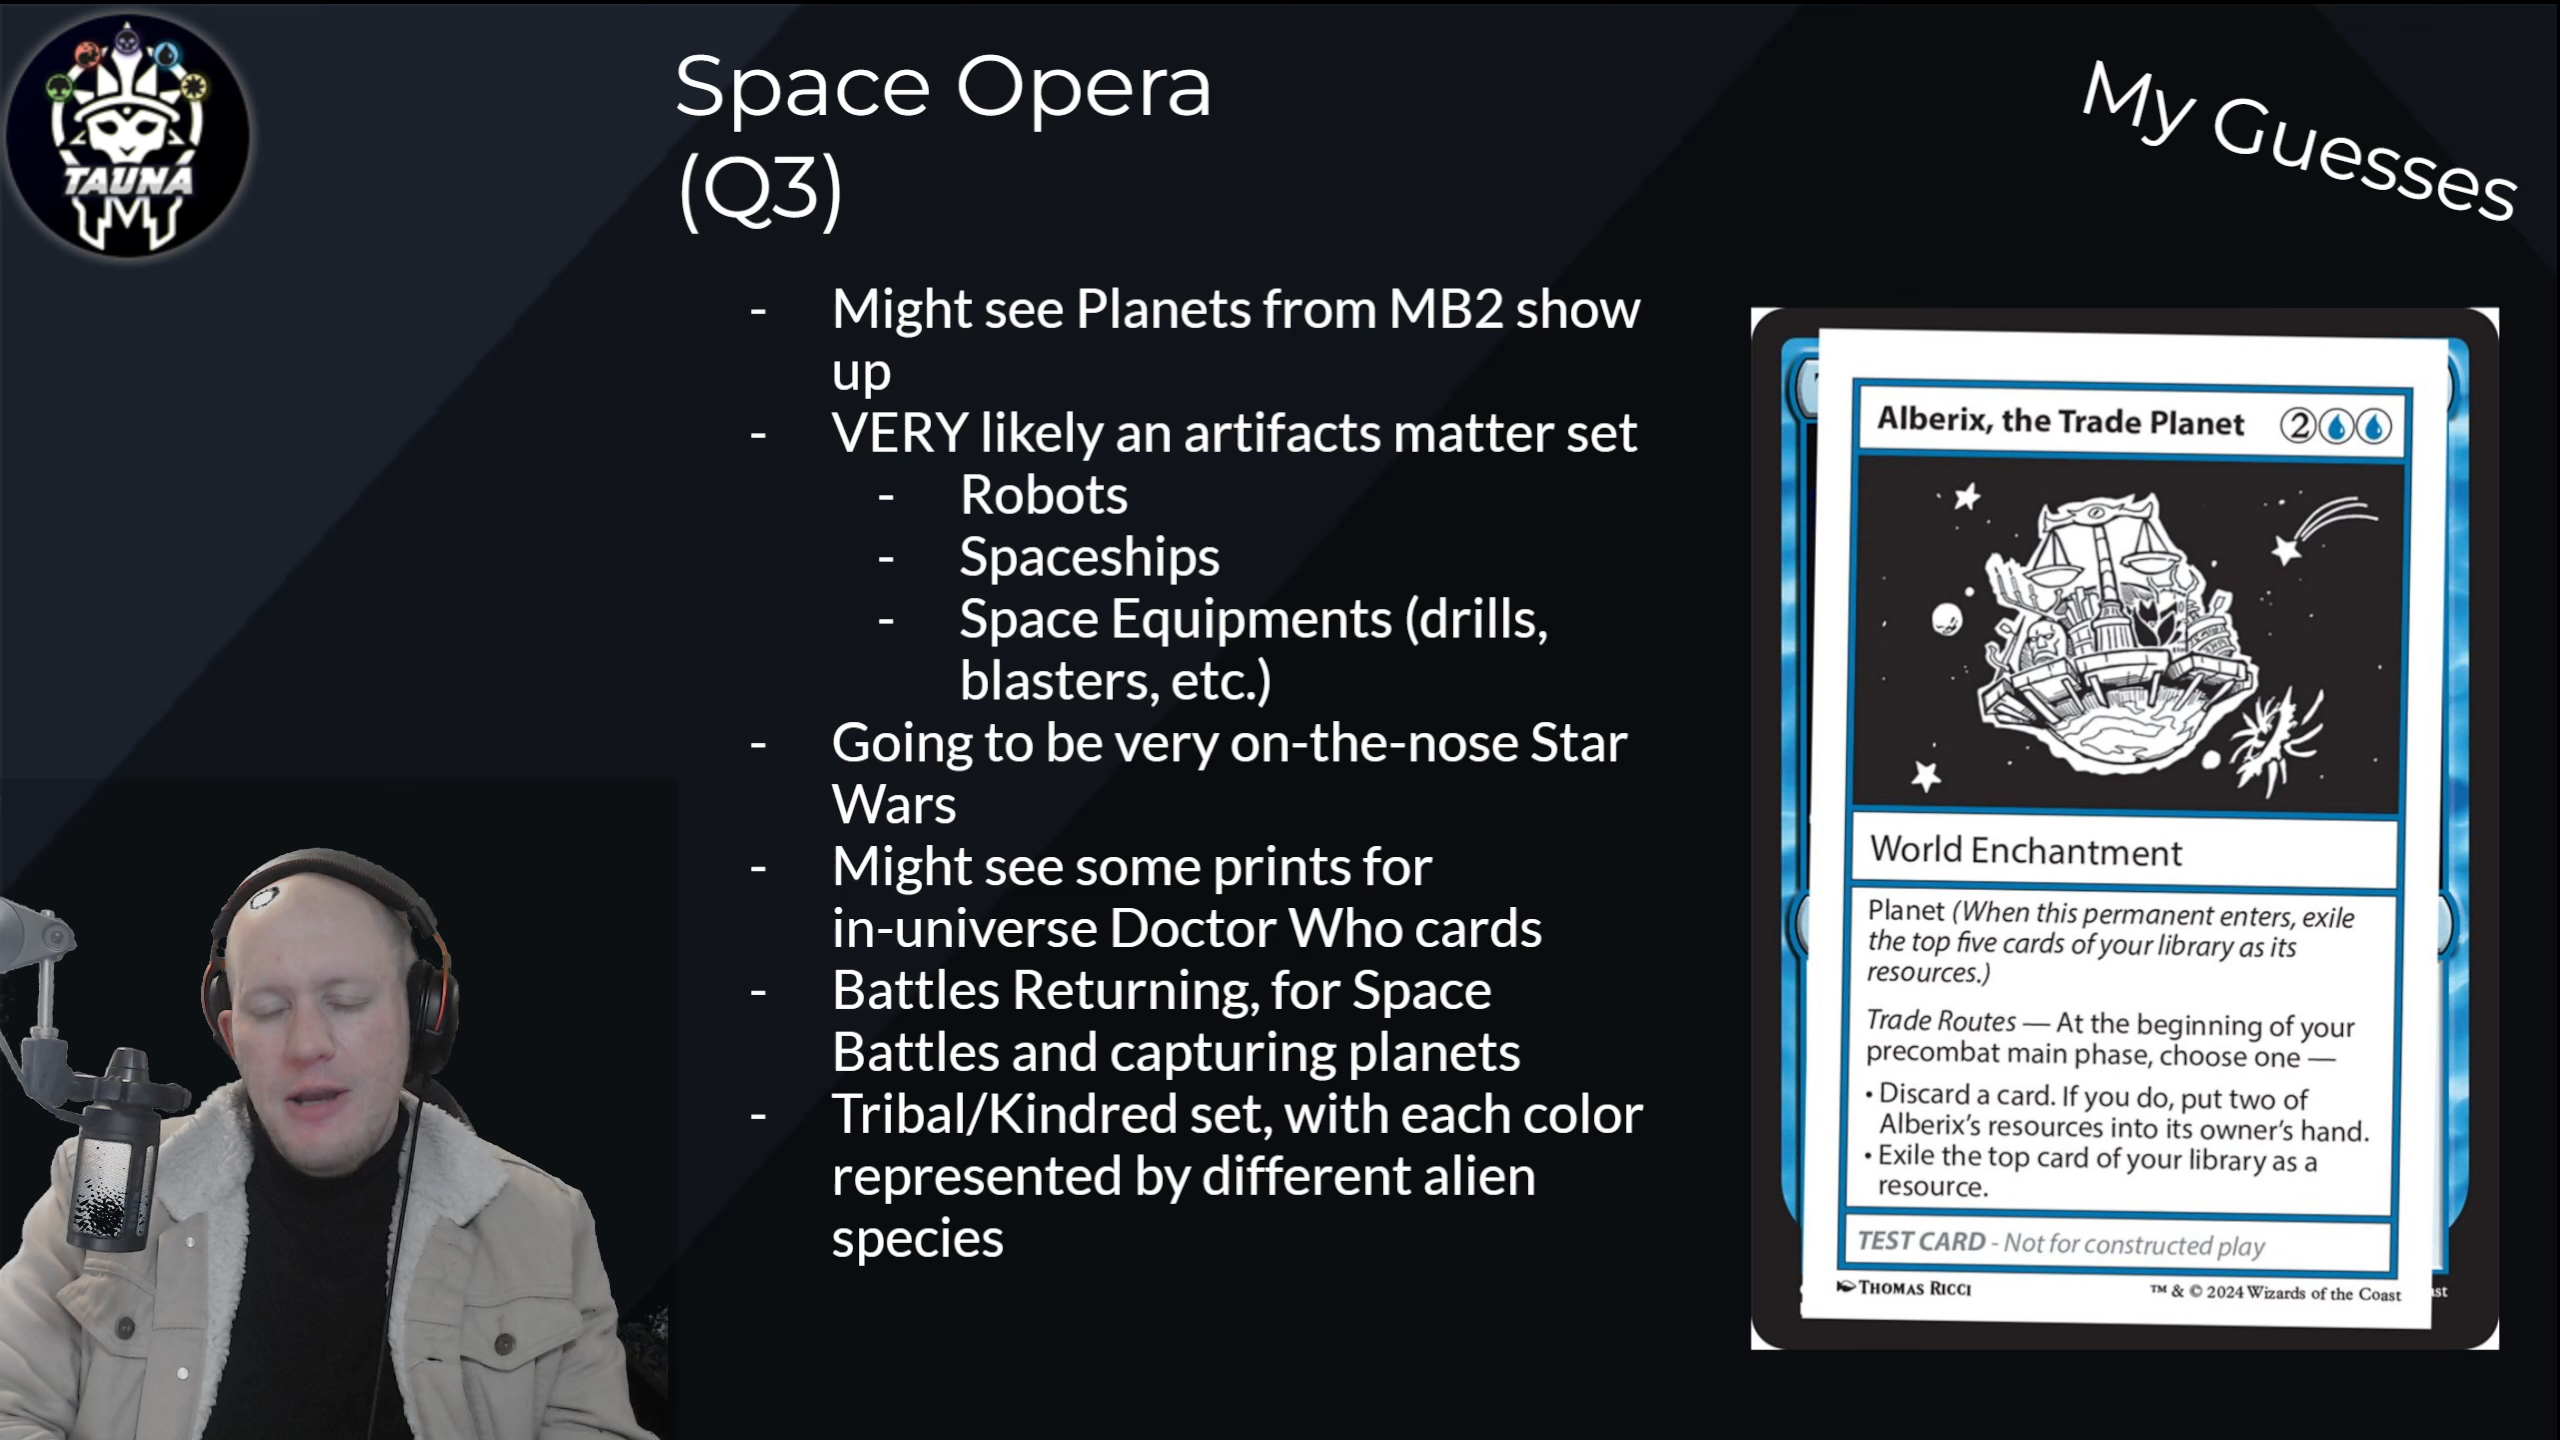 TAUNA
Space Opera
(Q3)
My Guesses
- Might see Planets from MB2 show
up
- VERY likely an artifacts matter set
- Robots
- Spaceships
- Space Equipments (drills,
blasters, etc.)
- Going to be very on-the-nose Star
Wars
- Might see some prints for
in-universe Doctor Who cards
- Battles Returning, for Space
Battles and capturing planets
- Tribal/Kindred set, with each color
represented by different alien
species
Alberix, the Trade Planet 2
World Enchantment
Planet (When this permanent enters, exile
the top five cards of your library as its
resources.)
Trade Routes — At the beginning of your
precombat main phase, choose one —
• Discard a card. If you do, put two of
Alberix's resources into its owner's hand.
• Exile the top card of your library as a
resource.
TEST CARD - Not for constructed play
THOMAS RICCI
™ & © 2024 Wizards of the Coast